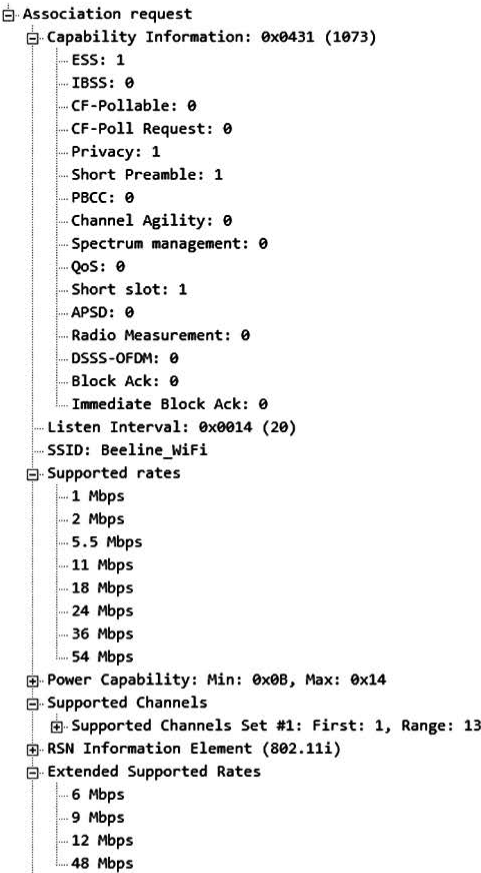 Association request
Capability Information: 0x0431 (1073)
ESS: 1
IBSS: 0
CF-Pollable: 0
CF-Poll Request: 0
Privacy: 1
Short Preamble: 1
PBCC: 0
Channel Agility: 0
Spectrum management: 0
QoS: 0
Short slot: 1
APSD: 0
Radio Measurement: 0
DSSS-OFDM: 0
Block Ack: 0
Immediate Block Ack: 0
Listen Interval: 0x0014 (20)
SSID: Beeline_WiFi
Supported rates
1 Mbps
2 Mbps
5.5 Mbps
11 Mbps
18 Mbps
24 Mbps
36 Mbps
54 Mbps
Power Capability: Min: 0x0B, Max: 0x14
Supported Channels
Supported Channels Set #1: First: 1, Range: 13
RSN Information Element (802.11i)
Extended Supported Rates
6 Mbps
9 Mbps
12 Mbps
48 Mbps